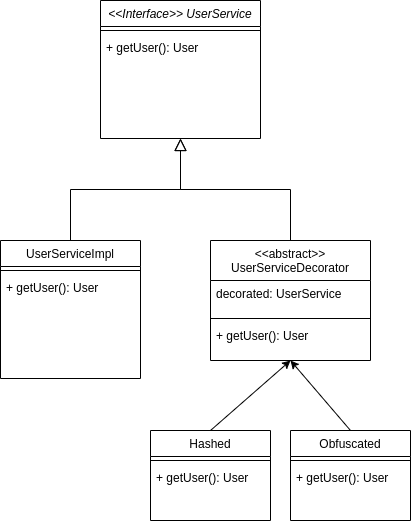 <<Interface>> UserService
+ getUser(): User
UserServiceImpl
+ getUser(): User
<<abstract>>
UserServiceDecorator
decorated: UserService
+ getUser(): User
Hashed
+ getUser(): User
Obfuscated
+ getUser(): User